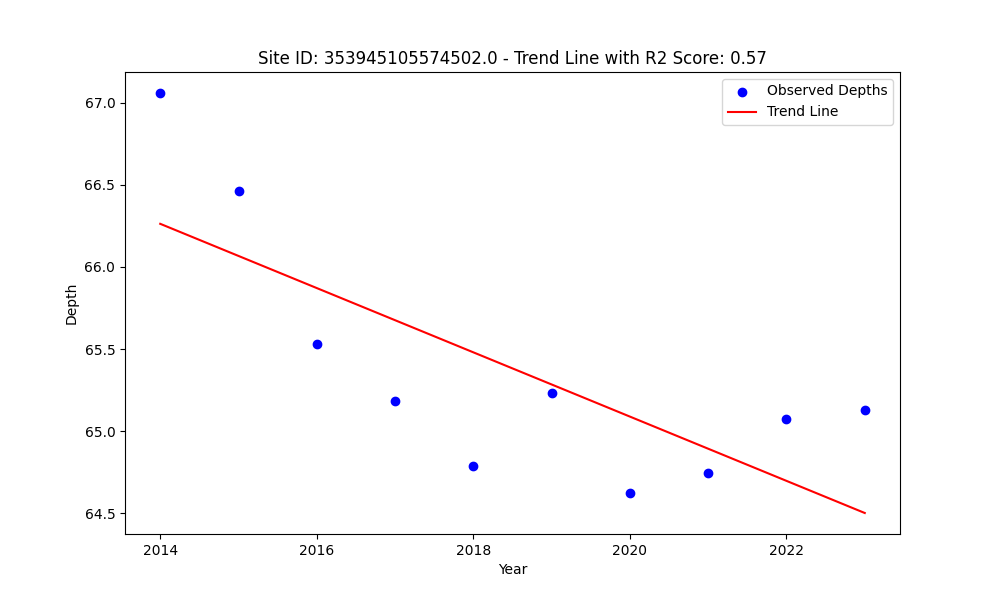 Site ID: 353945105574502.0 - Trend Line with R2 Score: 0.57
Observed Depths
Trend Line
67.0
66.5
66.0
65.5
65.0
64.5
Depth
2014
2016
2018
2020
2022
Year